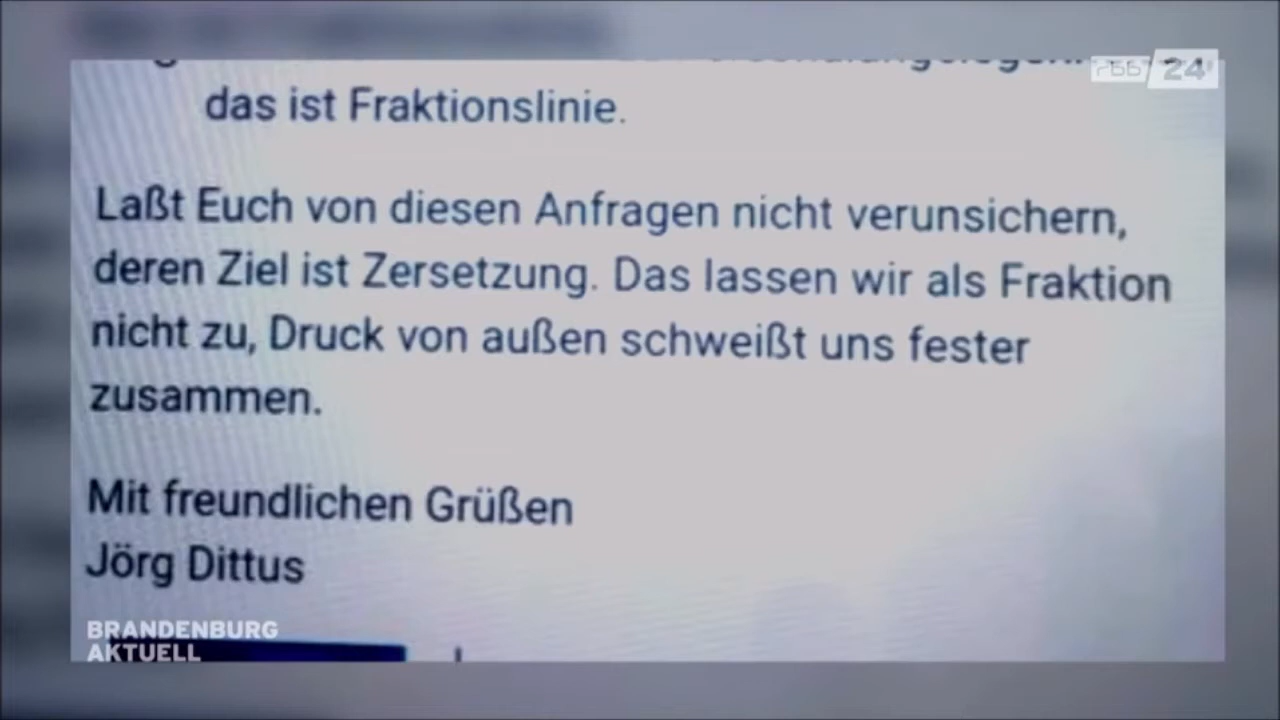 das ist Fraktionslinie.
Laßt Euch von diesen Anfragen nicht verunsichern,
deren Ziel ist Zersetzung. Das lassen wir als Fraktion
nicht zu, Druck von außen schweißt uns fester
zusammen.
Mit freundlichen Grüßen
Jörg Dittus
rbb 24
BRANDENBURG
AKTUELL